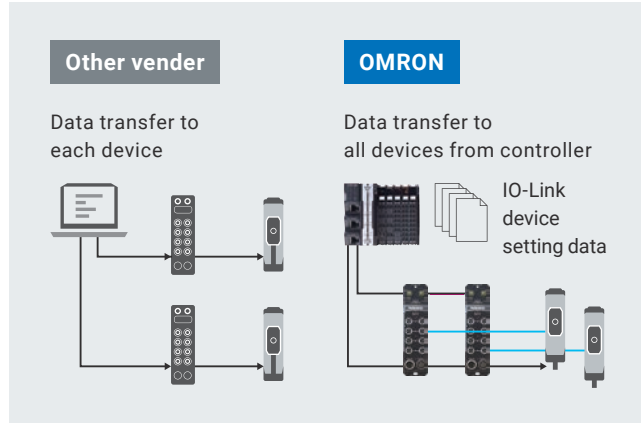 Other vender
Data transfer to
each device
OMRON
Data transfer to
all devices from controller
IO-Link
device
setting data